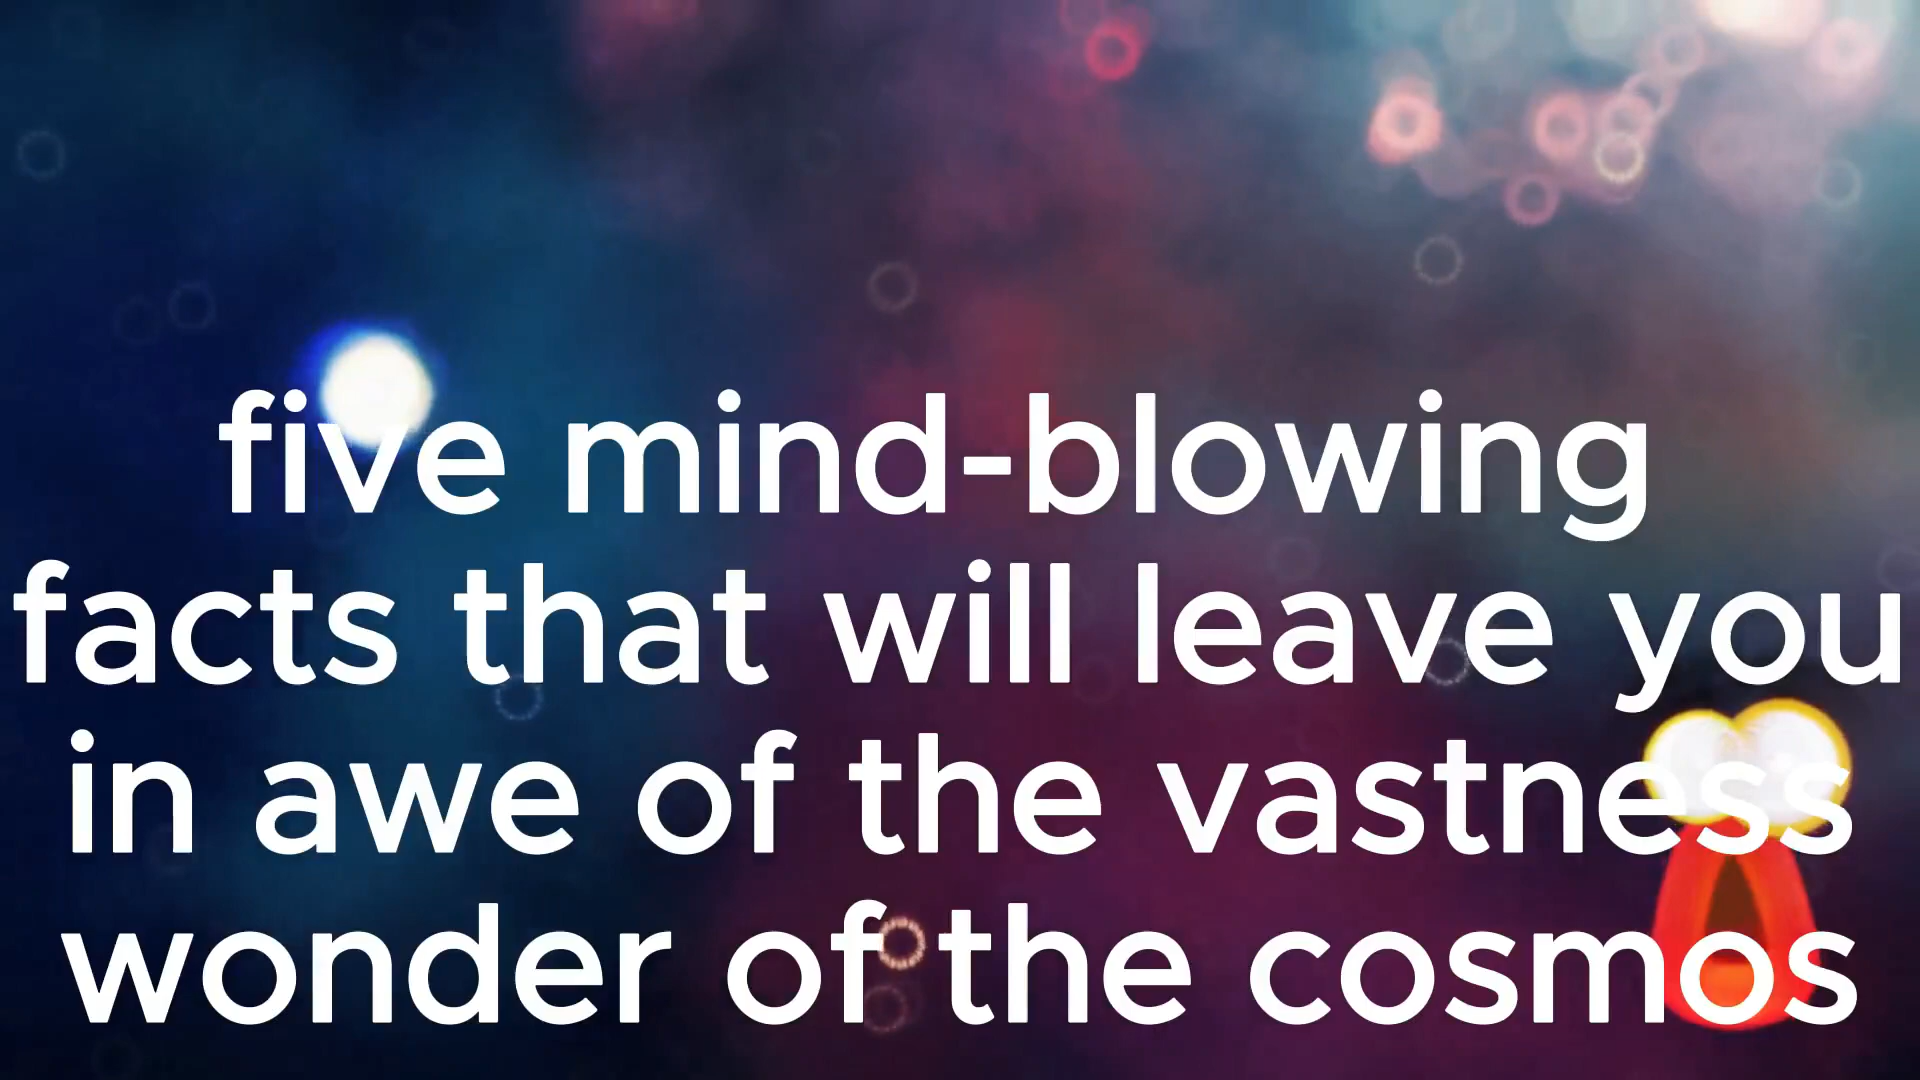 five mind-blowing
facts that will leave you
in awe of the vastness
wonder of the cosmos